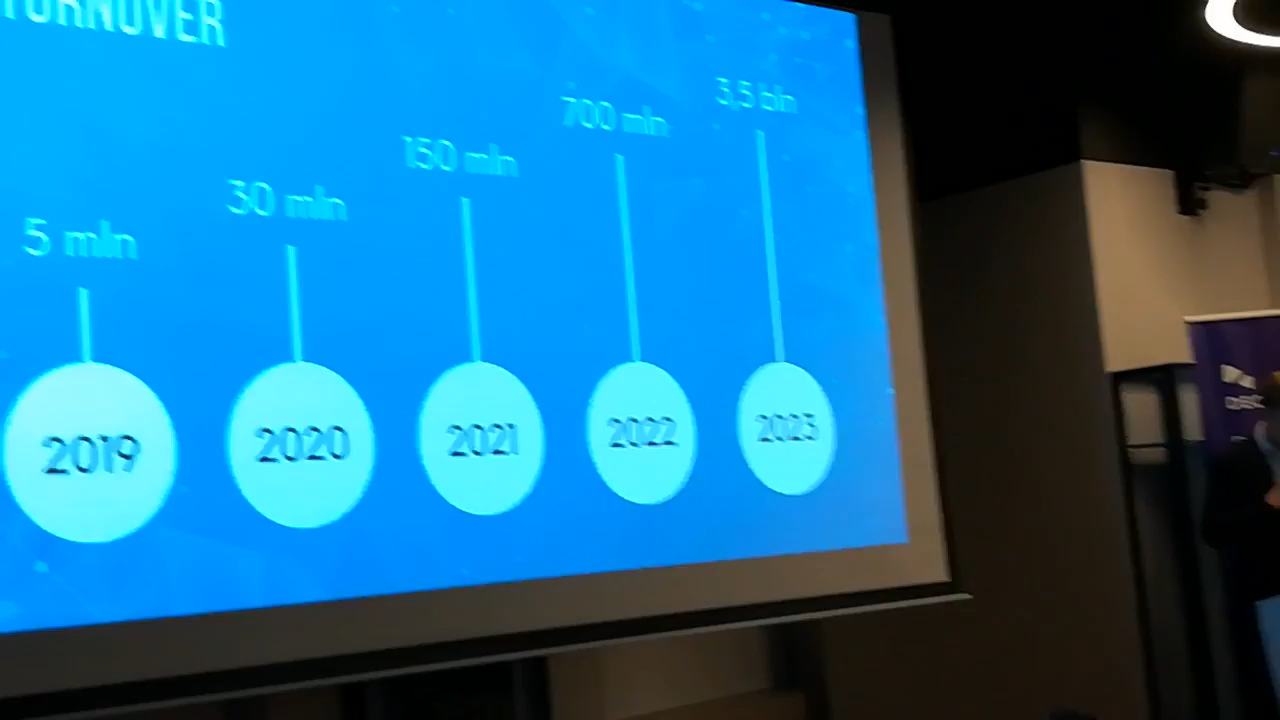 TURNOVER
5 mln
30 mln
150 mln
700 mln
3,5 bln
2019
2020
2021
2022
2023